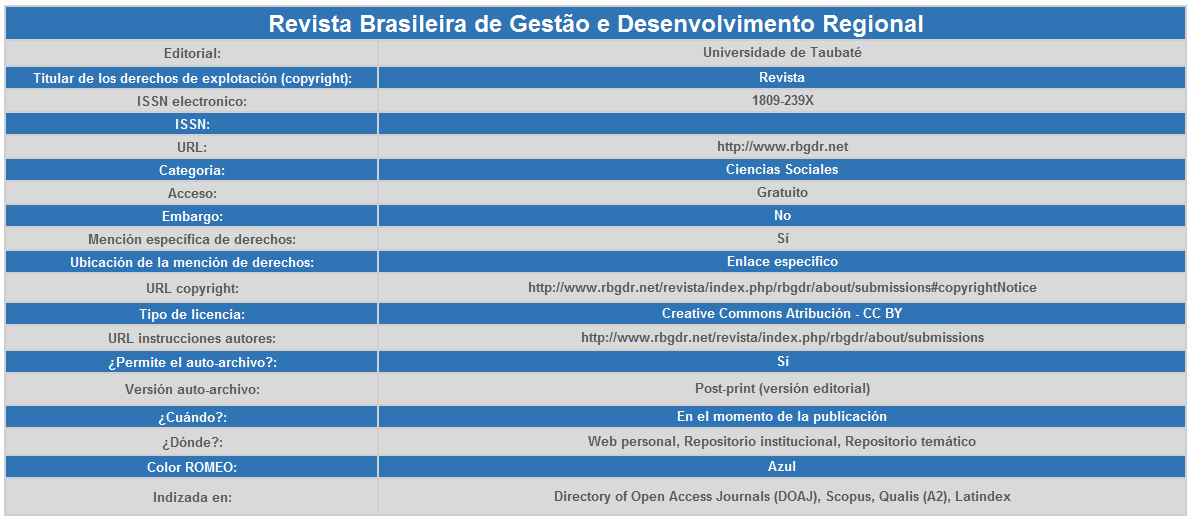 Revista Brasileira de Gestão e Desenvolvimento Regional
Editorial: Universidade de Taubaté
Titular de los derechos de explotación (copyright): Revista
ISSN electronico: 1809-239X
ISSN:
URL: http://www.rbgdr.net
Categoria: Ciencias Sociales
Acceso: Gratuito
Embargo: No
Mención específica de derechos: Sí
Ubicación de la mención de derechos: Enlace especifico
URL copyright: http://www.rbgdr.net/revista/index.php/rbgdr/about/submissions#copyrightNotice
Tipo de licencia: Creative Commons Atribución - CC BY
URL instrucciones autores: http://www.rbgdr.net/revista/index.php/rbgdr/about/submissions
¿Permite el auto-archivo?: Sí
Versión auto-archivo: Post-print (versión editorial)
¿Cuándo?: En el momento de la publicación
¿Dónde?: Web personal, Repositorio institucional, Repositorio temático
Color ROMEO: Azul
Indizada en: Directory of Open Access Journals (DOAJ), Scopus, Qualis (A2), Latindex